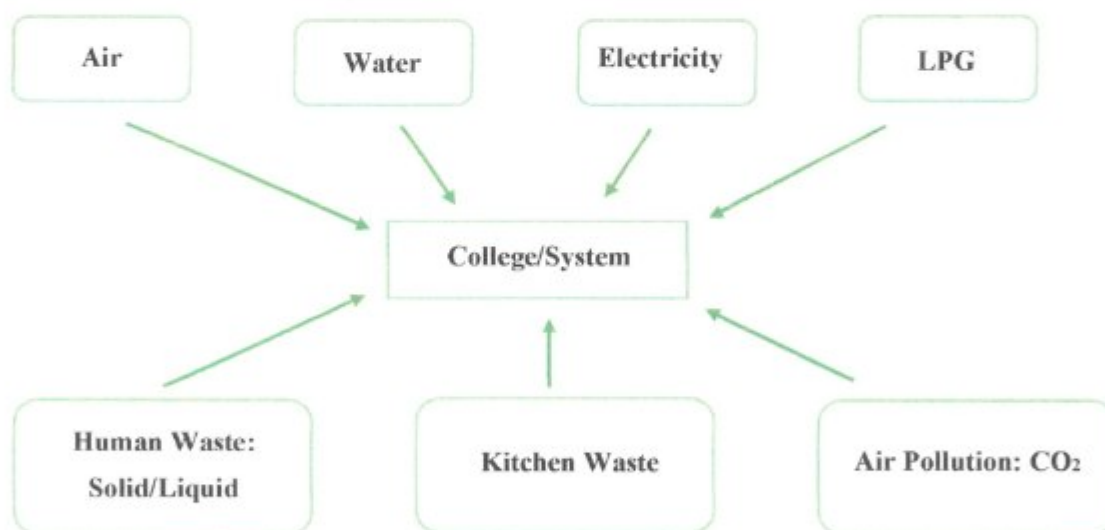 Air
Water
Electricity
LPG
College/System
Human Waste:
Solid/Liquid
Kitchen Waste
Air Pollution: CO₂